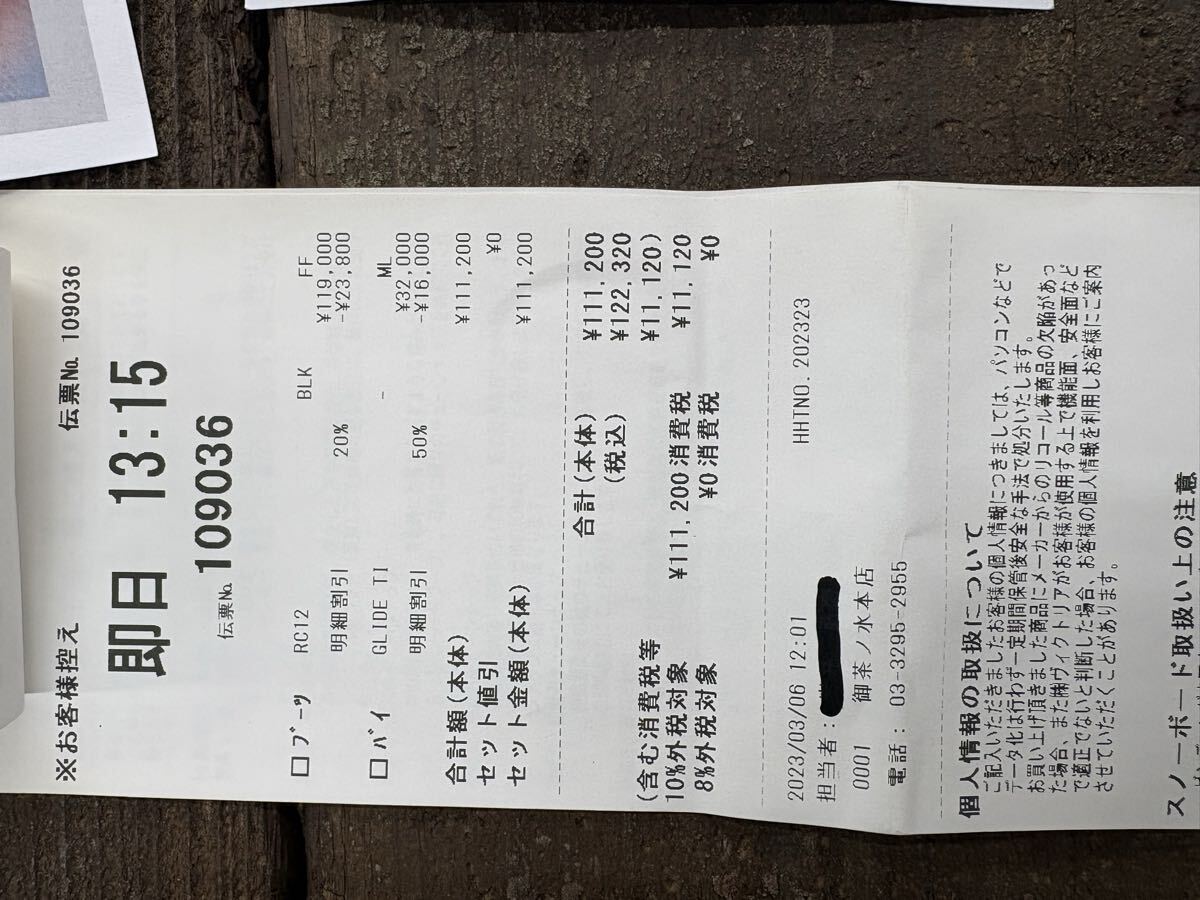 ※お客様控え 伝票No. 109036
即日 13:15
伝票No. 109036
□ブーツ RC12 BLK FF
¥119,000
明細割引 20% -¥23,800
□バイ GLIDE TI - ML
¥32,000
明細割引 50% -¥16,000
合計額(本体) ¥111,200
セット値引 ¥0
セット金額(本体) ¥111,200
合計(本体) ¥111,200
(税込) ¥122,320
(含む消費税等 ¥11,120)
10%外税対象 ¥111,200消費税 ¥11,120
8%外税対象 ¥0消費税 ¥0
2023/03/06 12:01 HHTNO.202323
担当者:
0001 御茶ノ水本店
電話: 03-3295-2955
個人情報の取扱について
ご記入いただきましたお客様の個人情報につきましては、パソコンなどで
データ化は行わず一定期間保管後安全な手法で処分いたします。
お買い上げ頂きました商品にメーカーからのリコール等商品の欠陥があっ
た場合、また㈱ヴィクトリアがお客様が使用する上で機能面、安全面など
で適正でないと判断した場合、お客様の個人情報を利用しお客様にご案内
させていただくことがあります。
スノーボード取扱い上の注意